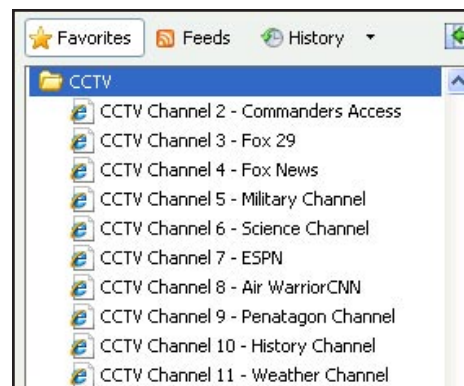 Favorites Feeds History
CCTV
CCTV Channel 2 - Commanders Access
CCTV Channel 3 - Fox 29
CCTV Channel 4 - Fox News
CCTV Channel 5 - Military Channel
CCTV Channel 6 - Science Channel
CCTV Channel 7 - ESPN
CCTV Channel 8 - Air WarriorCNN
CCTV Channel 9 - Penatagon Channel
CCTV Channel 10 - History Channel
CCTV Channel 11 - Weather Channel